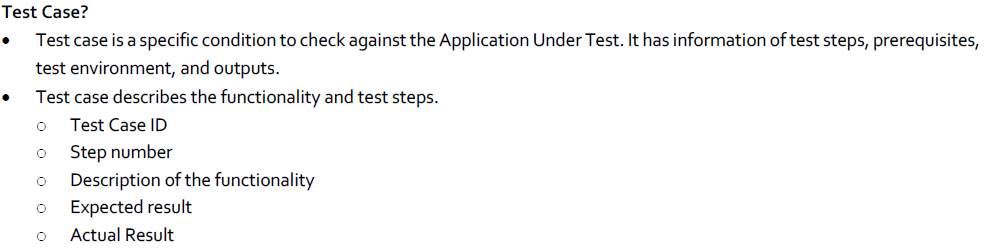 Test Case?
• Test case is a specific condition to check against the Application Under Test. It has information of test steps, prerequisites,
test environment, and outputs.
• Test case describes the functionality and test steps.
○ Test Case ID
○ Step number
○ Description of the functionality
○ Expected result
○ Actual Result